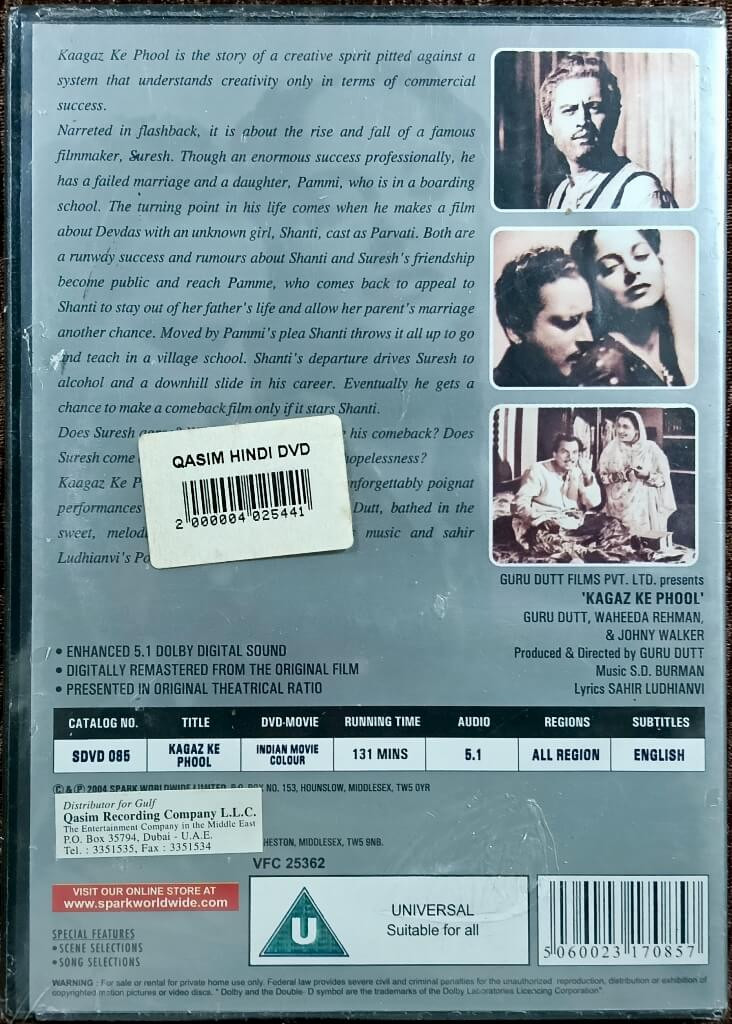 Kaagaz Ke Phool is the story of a creative spirit pitted against a
system that understands creativity only in terms of commercial
success.
Narreted in flashback, it is about the rise and fall of a famous
filmmaker, Suresh. Though an enormous success professionally, he
has a failed marriage and a daughter, Pammi, who is in a boarding
school. The turning point in his life comes when he makes a film
about Devdas with an unknown girl, Shanti, cast as Parvati. Both are
a runway success and rumours about Shanti and Suresh's friendship
become public and reach Pamme, who comes back to appeal to
Shanti to stay out of her father's life and allow her parent's marriage
another chance. Moved by Pammi's plea Shanti throws it all up to go
and teach in a village school. Shanti's departure drives Suresh to
alcohol and a downhill slide in his career. Eventually he gets a
chance to make a comeback film only if it stars Shanti.
Does Suresh his comeback? Does
Suresh come hopelessness?
Kaagaz Ke unforgettably poignat
performances Dutt, bathed in the
sweet, music and sahir
Ludhianvi's
QASIM HINDI DVD
2 000004 025441
GURU DUTT FILMS PVT. LTD. presents
'KAGAZ KE PHOOL'
GURU DUTT, WAHEEDA REHMAN,
& JOHNY WALKER
Produced & Directed by GURU DUTT
Music S.D. BURMAN
Lyrics SAHIR LUDHIANVI
• ENHANCED 5.1 DOLBY DIGITAL SOUND
• DIGITALLY REMASTERED FROM THE ORIGINAL FILM
• PRESENTED IN ORIGINAL THEATRICAL RATIO
CATALOG NO. TITLE DVD-MOVIE RUNNING TIME AUDIO REGIONS SUBTITLES
SDVD 085 KAGAZ KE PHOOL INDIAN MOVIE COLOUR 131 MINS 5.1 ALL REGION ENGLISH
© & ℗ 2004 SPARK WORLDWIDE LIMITED, P.O. BOX NO. 153, HOUNSLOW, MIDDLESEX, TW5 0YR
Distributor for Gulf
Qasim Recording Company L.L.C.
The Entertainment Company in the Middle East
P.O. Box 35794, Dubai - U.A.E.
Tel. : 3351535, Fax : 3351534
HESTON, MIDDLESEX, TW5 9NB.
VFC 25362
VISIT OUR ONLINE STORE AT
www.sparkworldwide.com
SPECIAL FEATURES
• SCENE SELECTIONS
• SONG SELECTIONS
U
UNIVERSAL
Suitable for all
5 060023 170857
WARNING : For sale or rental for private home use only. Federal law provides severe civil and criminal penalties for the unauthorized reproduction, distribution or exhibition of
copyrighted motion pictures or video discs. " Dolby and the Double- D symbol are the trademarks of the Dolby Laboratories Licencing Corporation"